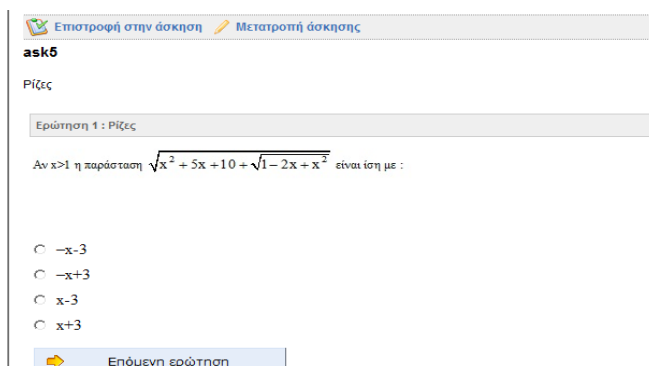 Επιστροφή στην άσκηση Μετατροπή άσκησης
ask5
Ρίζες
Ερώτηση 1 : Ρίζες
Αν x>1 η παράσταση √(x² + 5x +10 + √(1– 2x + x²)) είναι ίση με :
–x-3
–x+3
x-3
x+3
Επόμενη ερώτηση